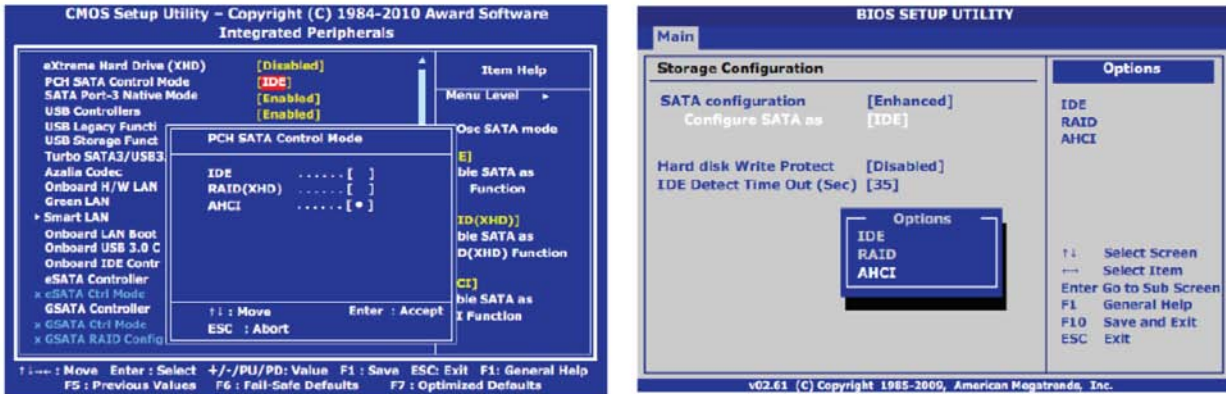 CMOS Setup Utility – Copyright (C) 1984-2010 Award Software
Integrated Peripherals
eXtreme Hard Drive (XHD) [Disabled]
PCH SATA Control Mode [IDE]
SATA Port-3 Native Mode [Enabled]
USB Controllers [Enabled]
USB Legacy Functi
USB Storage Funct
Turbo SATA3/USB3.
Azalia Codec
Onboard H/W LAN
Green LAN
Smart LAN
Onboard LAN Boot
Onboard USB 3.0 C
Onboard IDE Contr
eSATA Controller
x eSATA Ctrl Mode
GSATA Controller
x GSATA Ctrl Mode
x GSATA RAID Config
PCH SATA Control Mode
IDE ......[ ]
RAID(XHD) ......[ ]
AHCI ......[•]
↑↓ : Move Enter : Accept
ESC : Abort
Item Help
Menu Level ►
Osc SATA mode
E]
ble SATA as
Function
ID(XHD)]
ble SATA as
D(XHD) Function
CI]
ble SATA as
I Function
↑↓→← : Move Enter : Select +/-/PU/PD: Value F1 : Save ESC: Exit F1: General Help
F5 : Previous Values F6 : Fail-Safe Defaults F7 : Optimized Defaults
BIOS SETUP UTILITY
Main
Storage Configuration
SATA configuration [Enhanced]
Configure SATA as [IDE]
Hard disk Write Protect [Disabled]
IDE Detect Time Out (Sec) [35]
Options
IDE
RAID
AHCI
Options
IDE
RAID
AHCI
↑↓ Select Screen
←→ Select Item
Enter Go to Sub Screen
F1 General Help
F10 Save and Exit
ESC Exit
v02.61 (C) Copyright 1985-2009, American Megatrends, Inc.